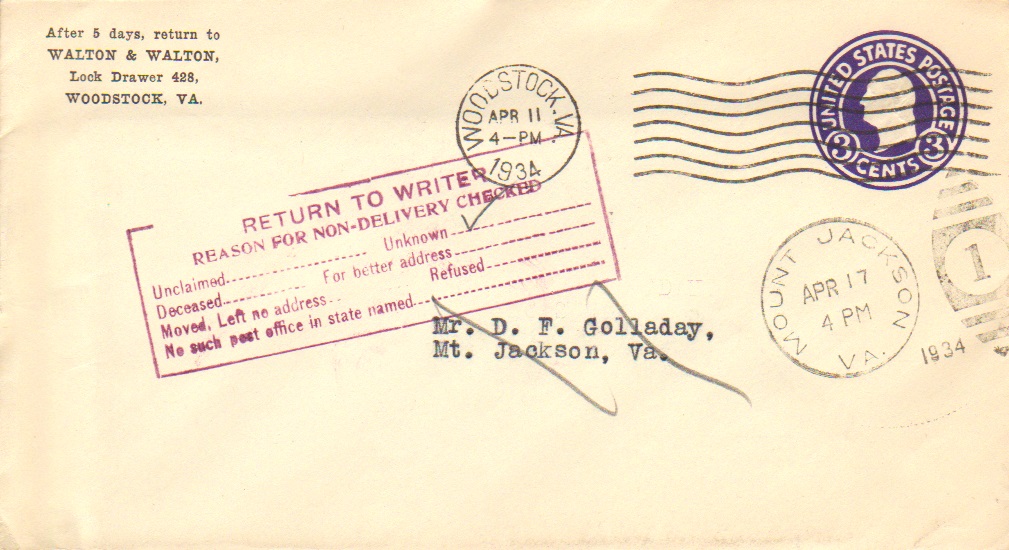 After 5 days, return to
WALTON & WALTON,
Lock Drawer 428,
WOODSTOCK, VA.
WOODSTOCK, VA.
APR 11
4-PM
1934
UNITED STATES POSTAGE
3 CENTS 3
RETURN TO WRITER
REASON FOR NON-DELIVERY CHECKED
Unclaimed Unknown
Deceased For better address
Moved, Left no address Refused
No such post office in state named
MOUNT JACKSON
APR 17
4 PM
VA.
1934
1
Mr. D. F. Golladay,
Mt. Jackson, Va.